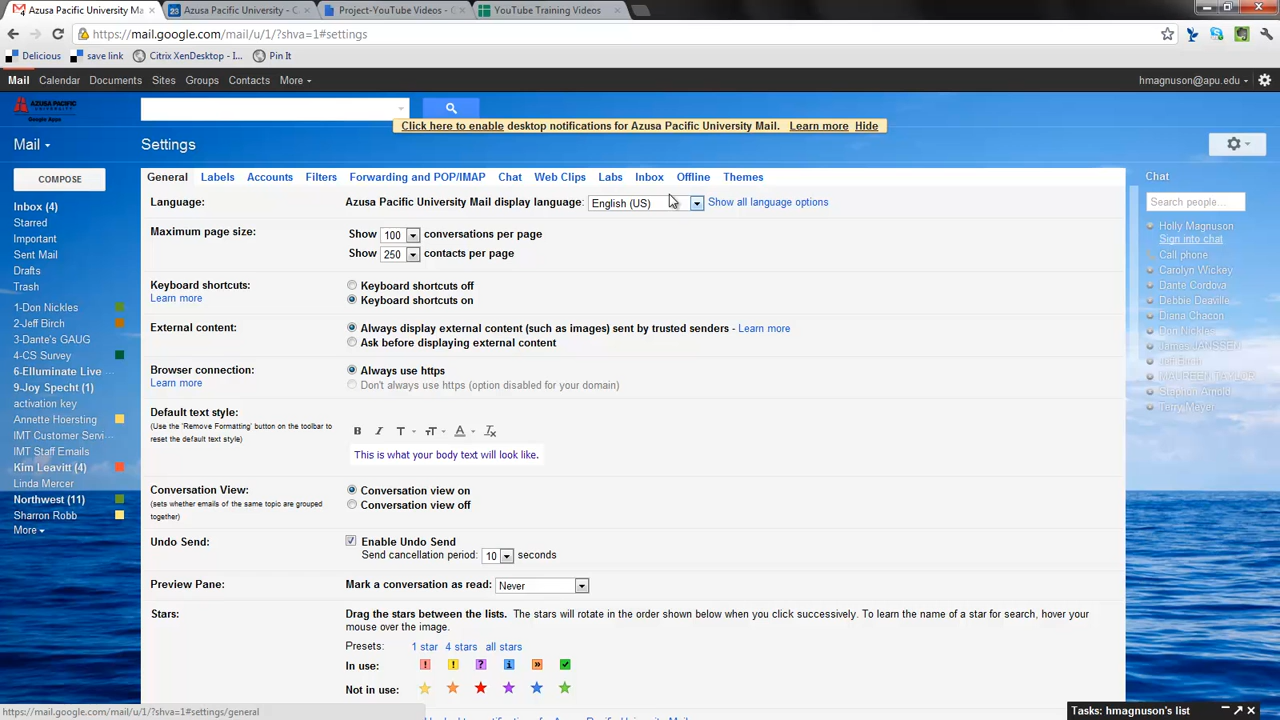 Azusa Pacific University Ma
Azusa Pacific University - C
Project-YouTube Videos - C
YouTube Training Videos
https://mail.google.com/mail/u/1/?shva=1#settings
Delicious
save link
Citrix XenDesktop - I...
Pin It
Mail
Calendar
Documents
Sites
Groups
Contacts
More
hmagnuson@apu.edu
AZUSA PACIFIC
UNIVERSITY
Google Apps
Click here to enable desktop notifications for Azusa Pacific University Mail. Learn more Hide
Mail
Settings
COMPOSE
Inbox (4)
Starred
Important
Sent Mail
Drafts
Trash
1-Don Nickles
2-Jeff Birch
3-Dante's GAUG
4-CS Survey
6-Elluminate Live ...
9-Joy Specht (1)
activation key
Annette Hoersting
IMT Customer Servi...
IMT Staff Emails
Kim Leavitt (4)
Linda Mercer
Northwest (11)
Sharron Robb
More
General Labels Accounts Filters Forwarding and POP/IMAP Chat Web Clips Labs Inbox Offline Themes
Language:
Azusa Pacific University Mail display language: English (US) Show all language options
Maximum page size:
Show 100 conversations per page
Show 250 contacts per page
Keyboard shortcuts:
Learn more
Keyboard shortcuts off
Keyboard shortcuts on
External content:
Always display external content (such as images) sent by trusted senders - Learn more
Ask before displaying external content
Browser connection:
Learn more
Always use https
Don't always use https (option disabled for your domain)
Default text style:
(Use the 'Remove Formatting' button on the toolbar to
reset the default text style)
B I T T A Tx
This is what your body text will look like.
Conversation View:
(sets whether emails of the same topic are grouped
together)
Conversation view on
Conversation view off
Undo Send:
Enable Undo Send
Send cancellation period: 10 seconds
Preview Pane:
Mark a conversation as read: Never
Stars:
Drag the stars between the lists. The stars will rotate in the order shown below when you click successively. To learn the name of a star for search, hover your
mouse over the image.
Presets: 1 star 4 stars all stars
In use:
Not in use:
Chat
Search people...
Holly Magnuson
Sign into chat
Call phone
Carolyn Wickey
Dante Cordova
Debbie Deaville
Diana Chacon
Don Nickles
James JANSSEN
Jeff Birch
MAUREEN TAYLOR
Stephen Arnold
Terry Meyer
https://mail.google.com/mail/u/1/?shva=1#settings/general
Tasks: hmagnuson's list